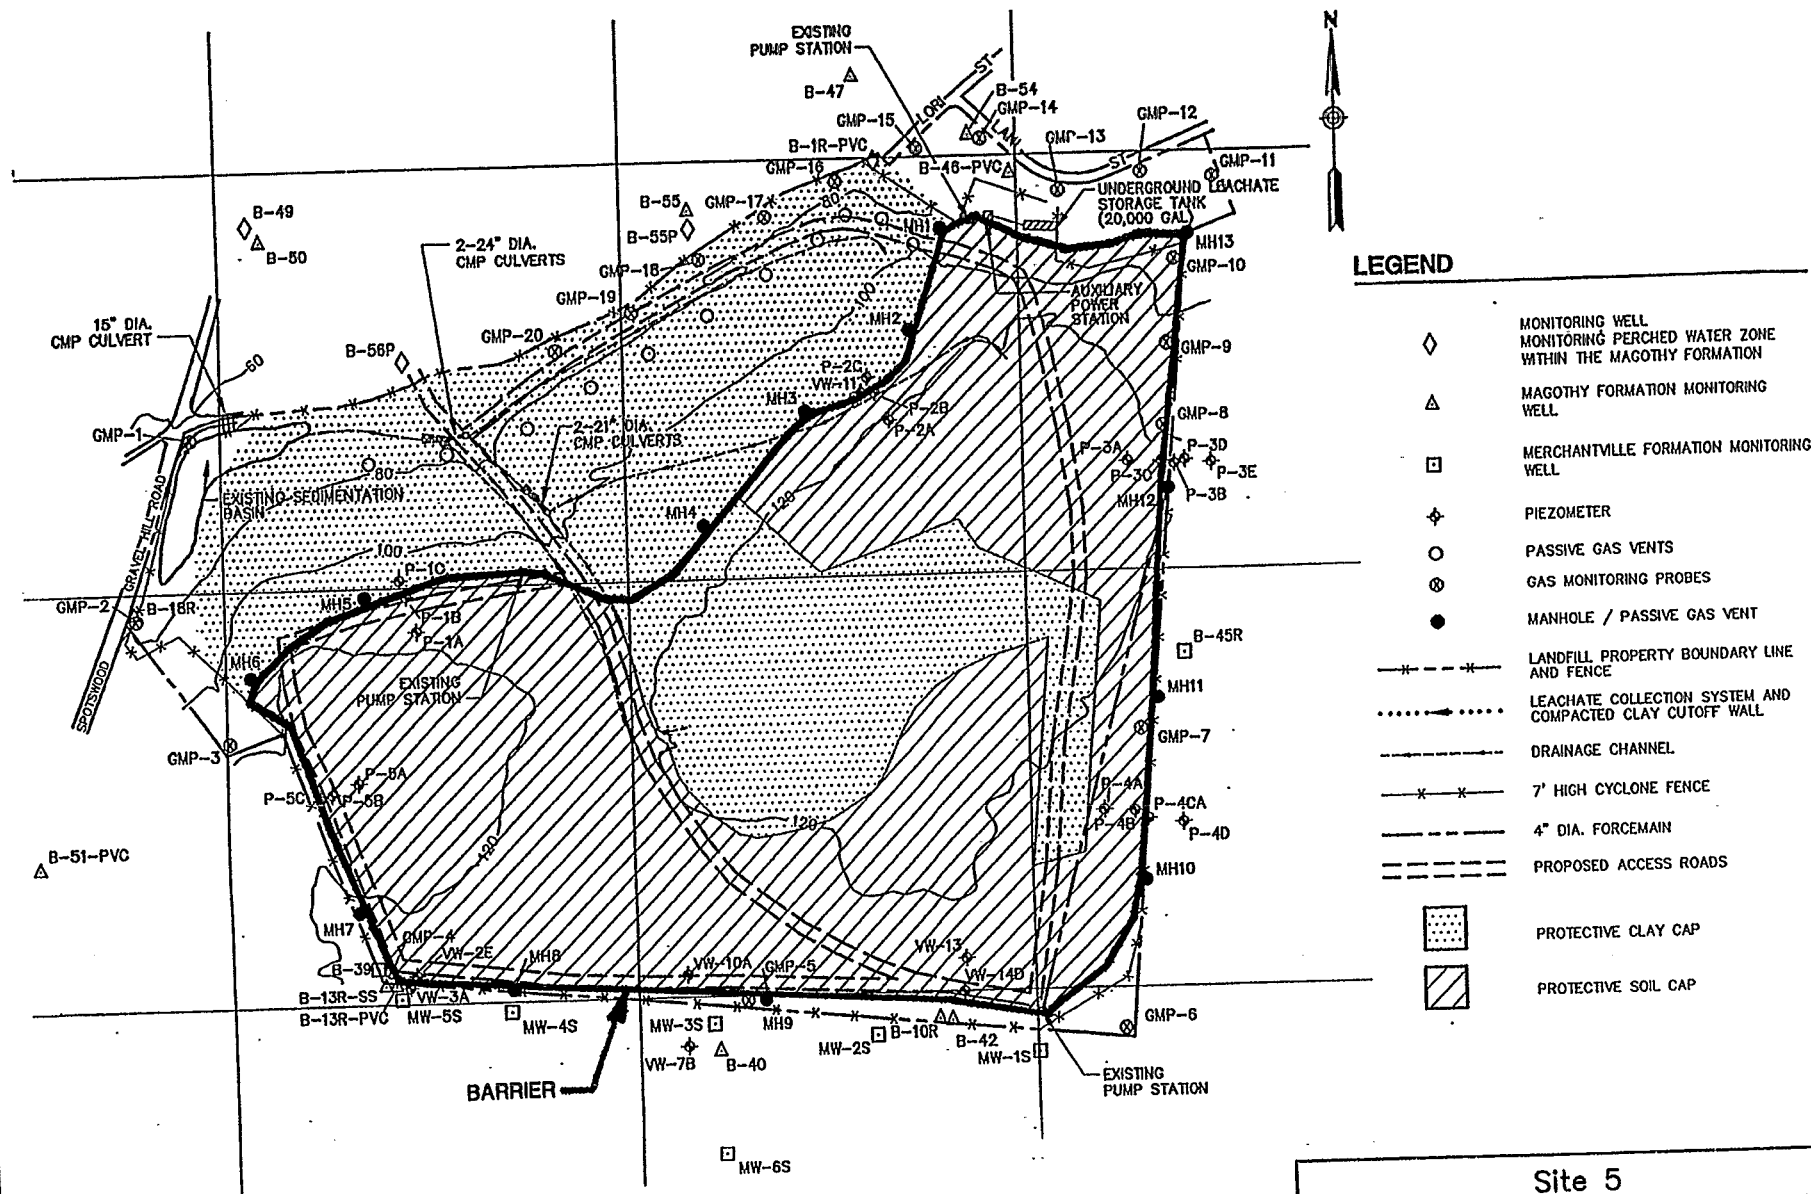 EXISTING
PUMP STATION
N
B-47
LORI ST
B-54
GMP-14
GMP-15
GMP-13
GMP-12
LANI ST
B-1R-PVC
GMP-16
B-46-PVC
GMP-11
UNDERGROUND LEACHATE
STORAGE TANK
(20,000 GAL)
B-49
B-50
B-55
GMP-17
80
B-55P
MH1
MH13
2-24" DIA.
CMP CULVERTS
GMP-18
GMP-10
GMP-19
100
AUXILIARY
POWER
STATION
15" DIA.
CMP CULVERT
GMP-20
MH2
B-56P
GMP-9
60
P-2C
VW-11
MH3
P-2B
P-2A
GMP-8
GMP-1
2-21" DIA.
CMP CULVERTS
P-3A
P-3D
P-3C
P-3E
P-3B
80
EXISTING SEDIMENTATION
BASIN
120
MH12
MH4
SPOTSWOOD GRAVEL HILL ROAD
100
P-1C
GMP-2
B-18R
MH5
P-1B
P-1A
B-45R
MH6
EXISTING
PUMP STATION
MH11
GMP-3
GMP-7
P-5A
P-5C
P-5B
P-4A
P-4CA
P-4B
P-4D
120
120
B-51-PVC
MH10
MH7
GMP-4
VW-2E
MH8
VW-13
B-39
VW-10A
GMP-5
VW-14D
B-13R-SS
B-13R-PVC
VW-3A
MW-5S
MW-4S
MW-3S
MH9
MW-2S
B-10R
B-42
MW-1S
GMP-6
VW-7B
B-40
BARRIER
EXISTING
PUMP STATION
MW-6S
LEGEND
MONITORING WELL
MONITORING PERCHED WATER ZONE
WITHIN THE MAGOTHY FORMATION
MAGOTHY FORMATION MONITORING
WELL
MERCHANTVILLE FORMATION MONITORING
WELL
PIEZOMETER
PASSIVE GAS VENTS
GAS MONITORING PROBES
MANHOLE / PASSIVE GAS VENT
LANDFILL PROPERTY BOUNDARY LINE
AND FENCE
LEACHATE COLLECTION SYSTEM AND
COMPACTED CLAY CUTOFF WALL
DRAINAGE CHANNEL
7' HIGH CYCLONE FENCE
4" DIA. FORCEMAIN
PROPOSED ACCESS ROADS
PROTECTIVE CLAY CAP
PROTECTIVE SOIL CAP
Site 5